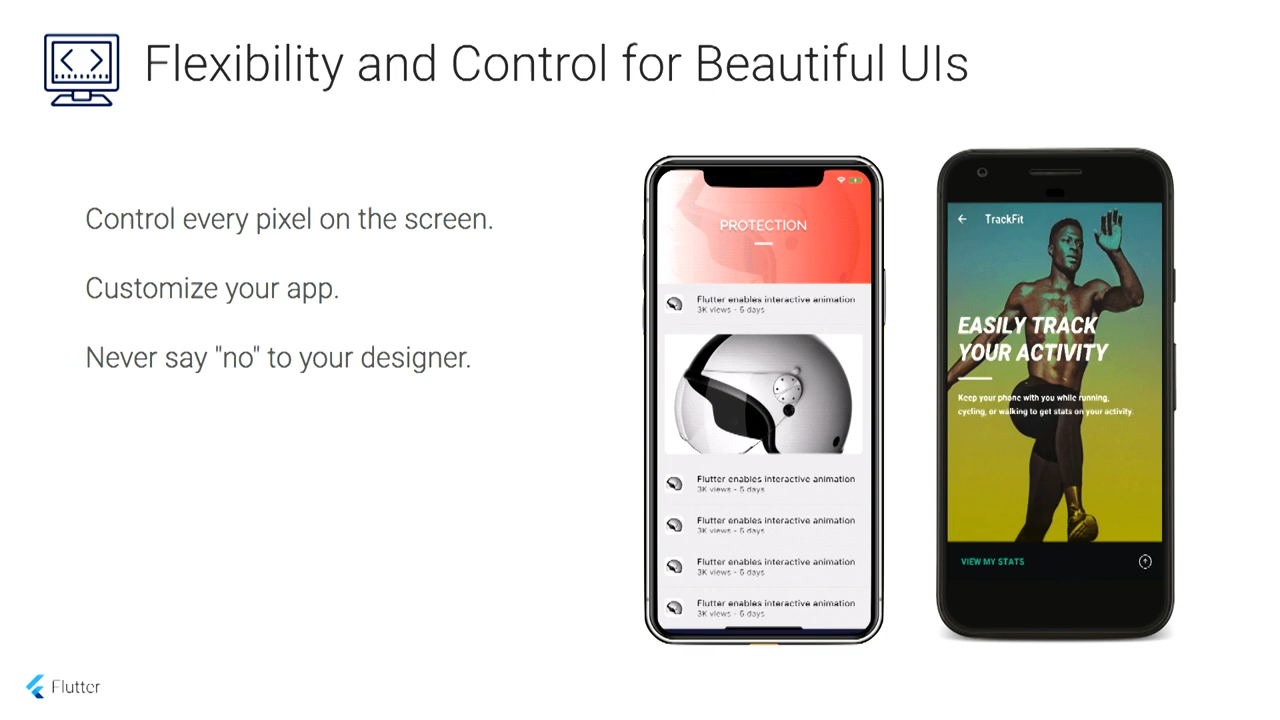 Flexibility and Control for Beautiful UIs
Control every pixel on the screen.
Customize your app.
Never say "no" to your designer.
PROTECTION
Flutter enables interactive animation
3K views - 6 days
Flutter enables interactive animation
3K views - 6 days
Flutter enables interactive animation
3K views - 6 days
Flutter enables interactive animation
3K views - 6 days
Flutter enables interactive animation
3K views - 6 days
TrackFit
EASILY TRACK
YOUR ACTIVITY
Keep your phone with you while running,
cycling, or walking to get stats on your activity.
VIEW MY STATS
Flutter